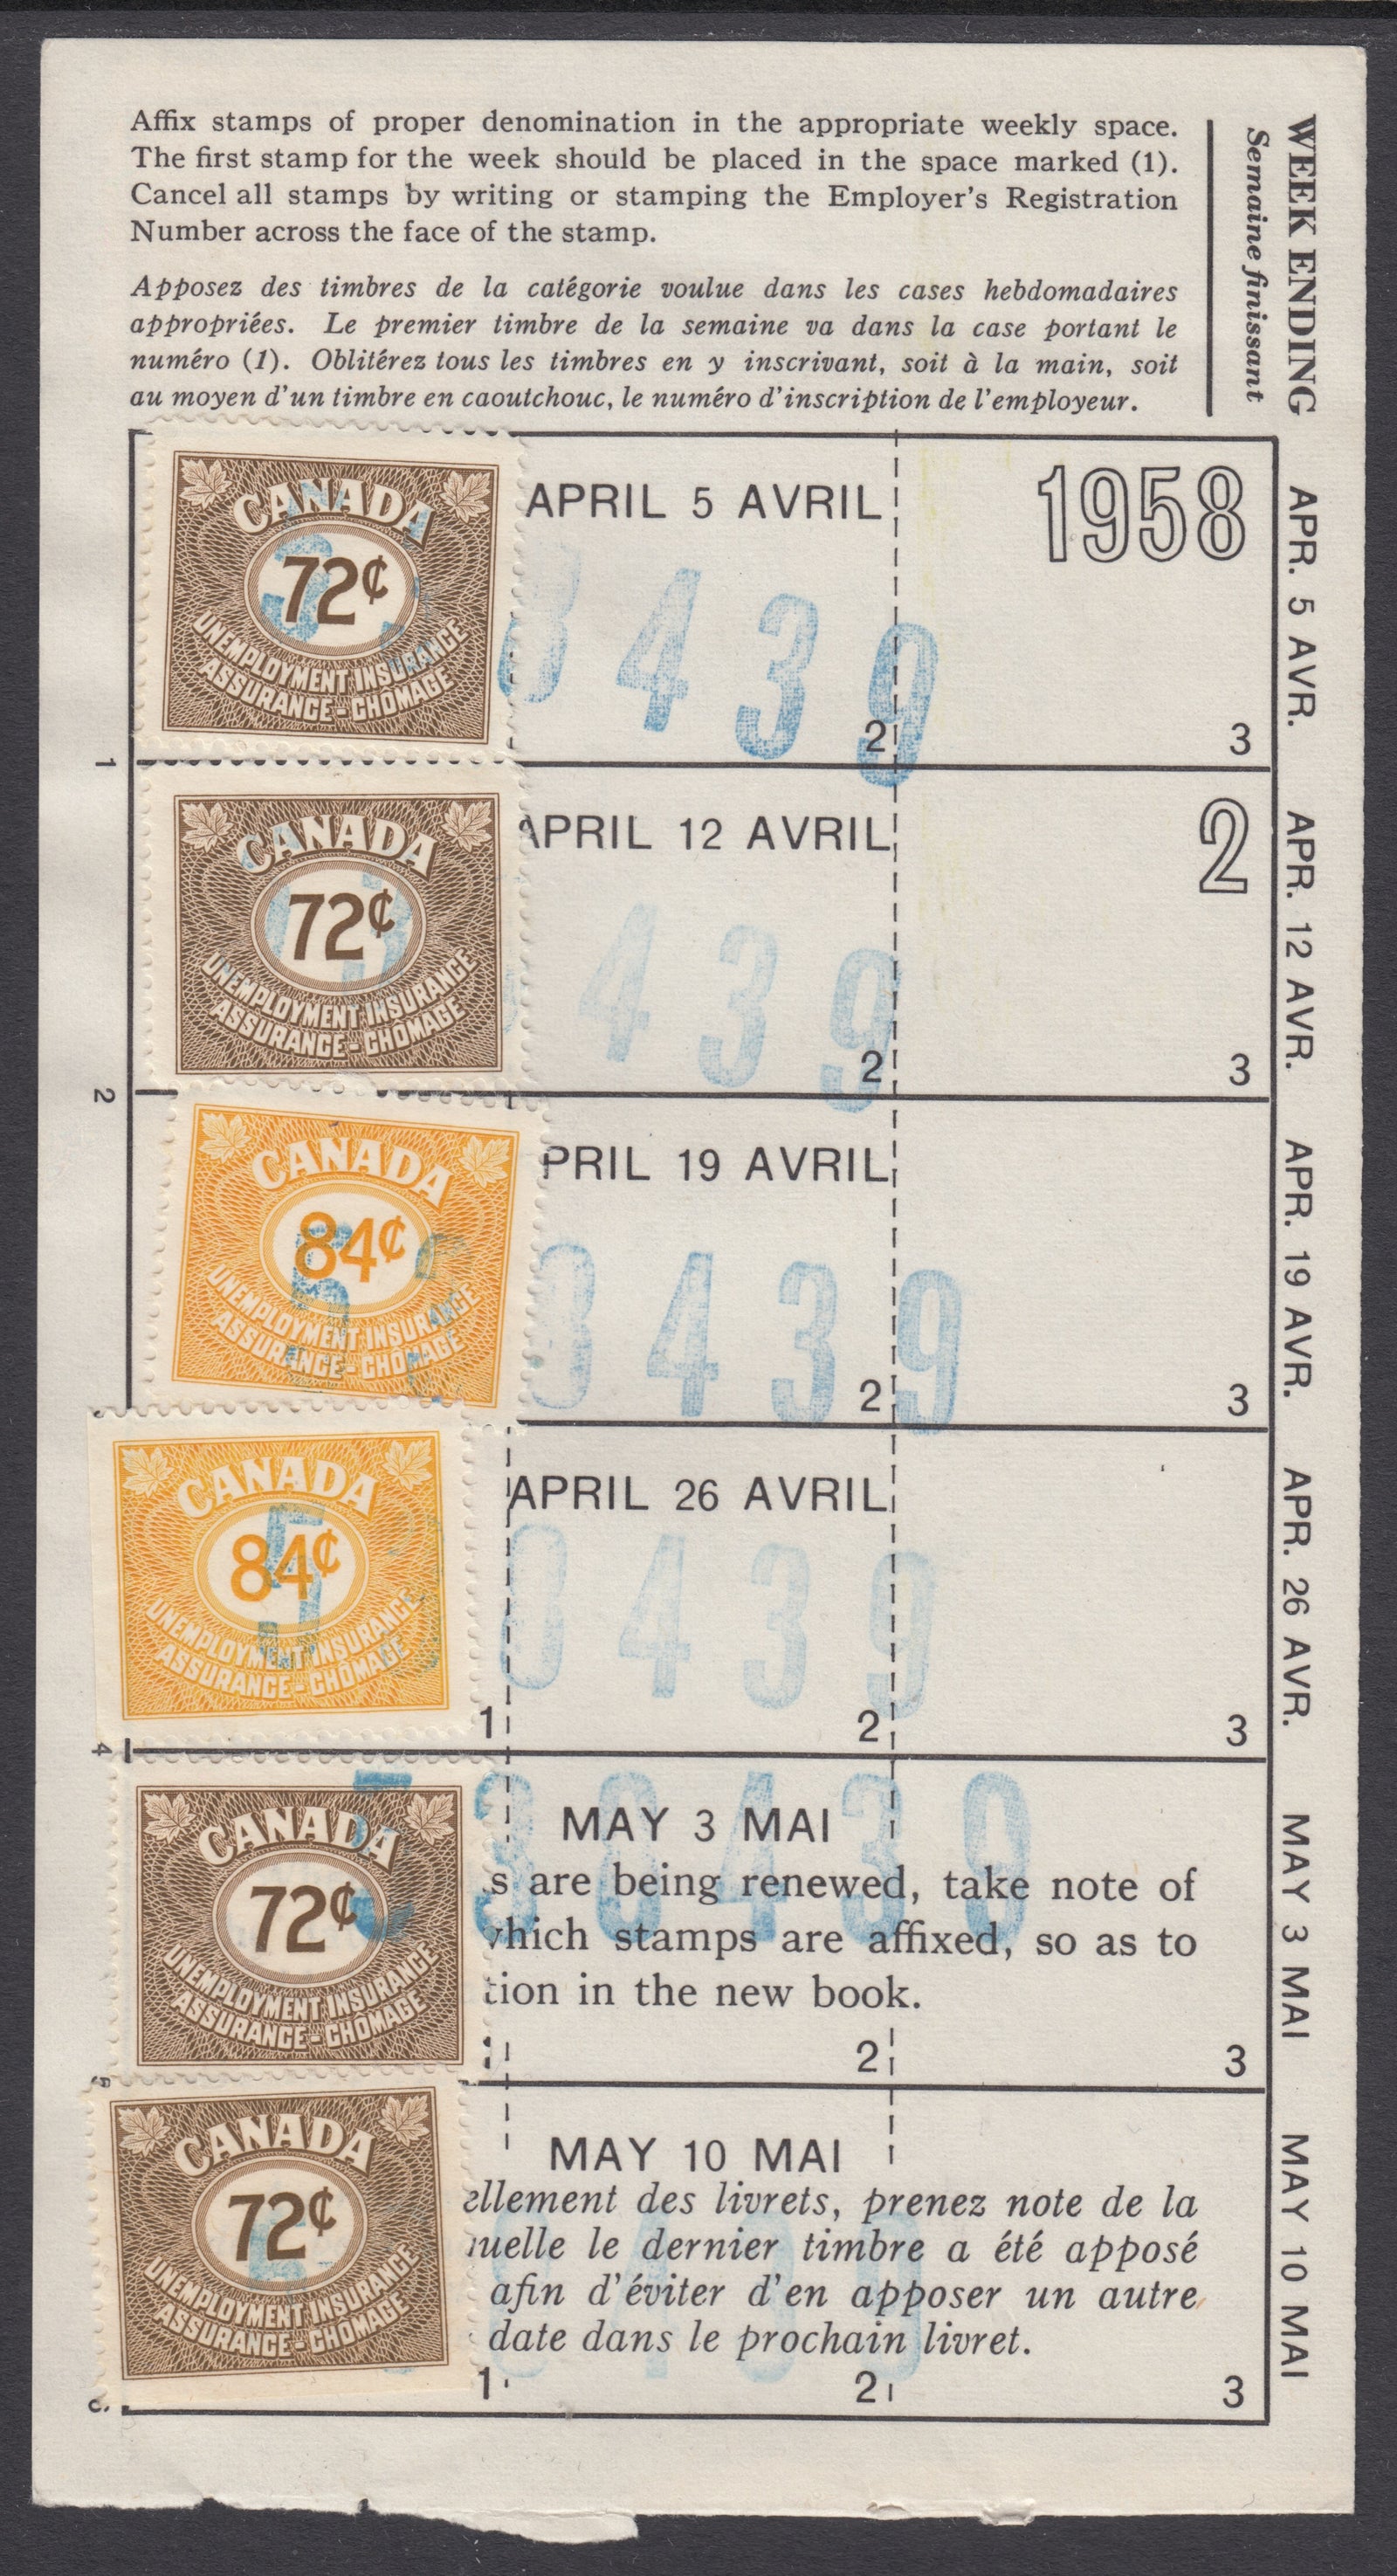 Affix stamps of proper denomination in the appropriate weekly space.
The first stamp for the week should be placed in the space marked (1).
Cancel all stamps by writing or stamping the Employer's Registration
Number across the face of the stamp.
Apposez des timbres de la catégorie voulue dans les cases hebdomadaires
appropriées. Le premier timbre de la semaine va dans la case portant le
numéro (1). Oblitérez tous les timbres en y inscrivant, soit à la main, soit
au moyen d'un timbre en caoutchouc, le numéro d'inscription de l'employeur.
WEEK ENDING
Semaine finissant
CANADA
72¢
UNEMPLOYMENT INSURANCE
ASSURANCE-CHÔMAGE
APRIL 5 AVRIL
1958
439
2
3
APR. 5 AVR.
1
CANADA
72¢
UNEMPLOYMENT INSURANCE
ASSURANCE-CHÔMAGE
APRIL 12 AVRIL
2
439
2
3
APR. 12 AVR.
2
CANADA
84¢
UNEMPLOYMENT INSURANCE
ASSURANCE-CHÔMAGE
PRIL 19 AVRIL
439
2
3
APR. 19 AVR.
CANADA
84¢
UNEMPLOYMENT INSURANCE
ASSURANCE-CHÔMAGE
APRIL 26 AVRIL
439
1
2
3
APR. 26 AVR.
4
CANADA
72¢
UNEMPLOYMENT INSURANCE
ASSURANCE-CHÔMAGE
MAY 3 MAI
s are being renewed, take note of
which stamps are affixed, so as to
tion in the new book.
2
3
MAY 3 MAI
CANADA
72¢
UNEMPLOYMENT INSURANCE
ASSURANCE-CHÔMAGE
MAY 10 MAI
ellement des livrets, prenez note de la
uelle le dernier timbre a été apposé
afin d'éviter d'en apposer un autre
date dans le prochain livret.
1
2
3
MAY 10 MAI